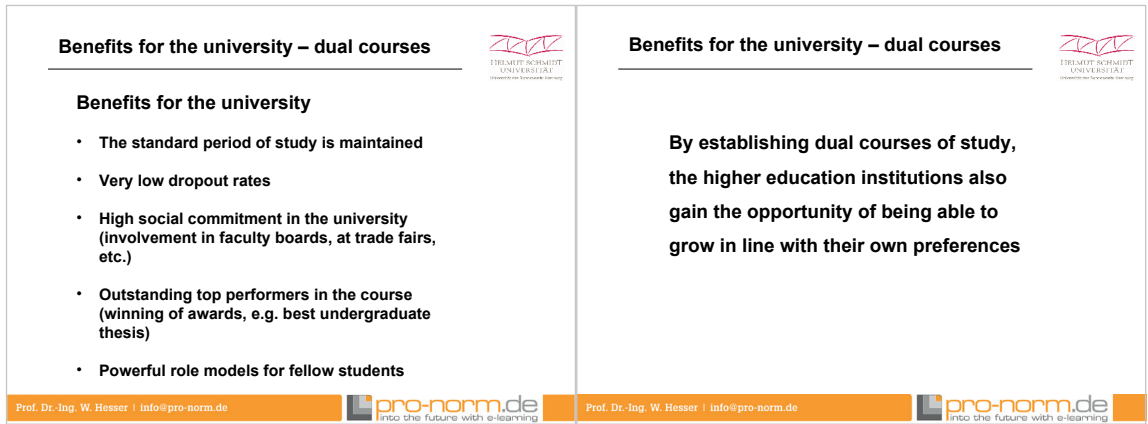 Benefits for the university – dual courses
HELMUT SCHMIDT
UNIVERSITÄT
Benefits for the university
• The standard period of study is maintained
• Very low dropout rates
• High social commitment in the university
(involvement in faculty boards, at trade fairs,
etc.)
• Outstanding top performers in the course
(winning of awards, e.g. best undergraduate
thesis)
• Powerful role models for fellow students
Prof. Dr.-Ing. W. Hesser | info@pro-norm.de
pro-norm.de
into the future with e-learning
Benefits for the university – dual courses
HELMUT SCHMIDT
UNIVERSITÄT
By establishing dual courses of study,
the higher education institutions also
gain the opportunity of being able to
grow in line with their own preferences
Prof. Dr.-Ing. W. Hesser | info@pro-norm.de
pro-norm.de
into the future with e-learning